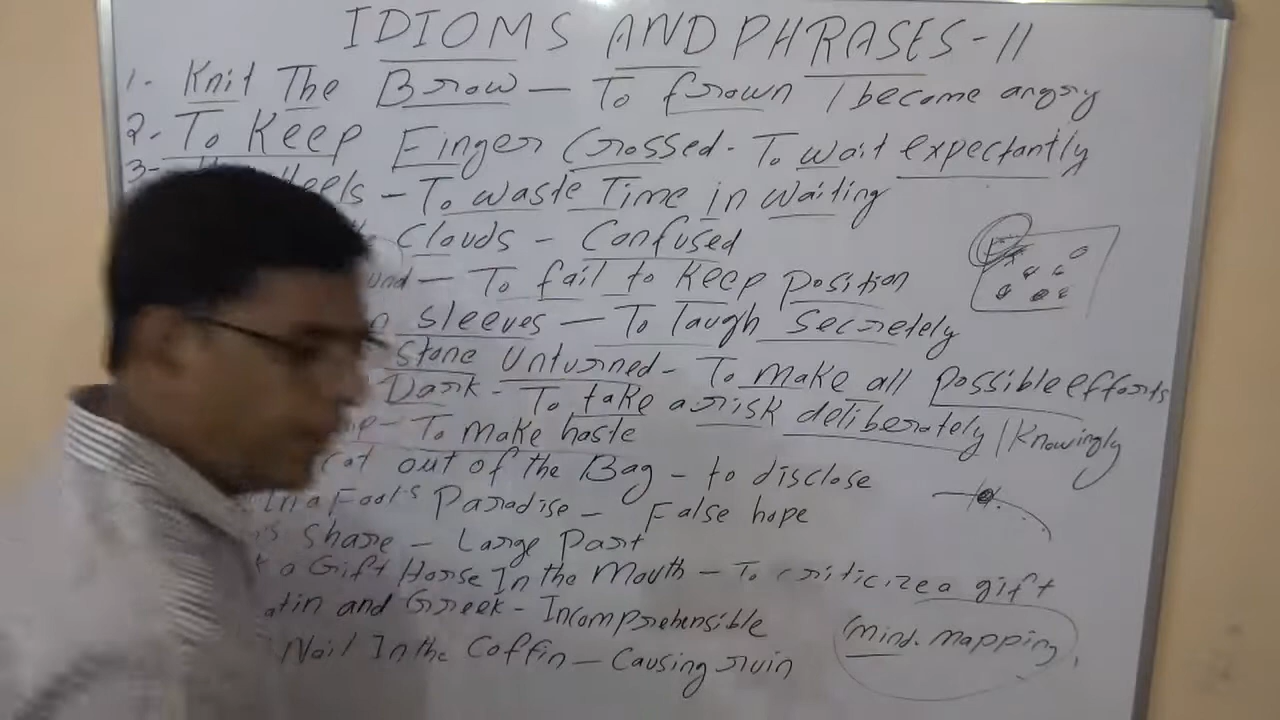 IDIOMS AND PHRASES - II
1- Knit The Brow — To frown / become angry
2- To Keep Finger Crossed - To wait expectantly
3- Heels - To waste Time in waiting
Clouds - Confused
und — To fail to Keep position
sleeves — To laugh secretely
stone Unturned - To make all possible efforts
Dark - To take a risk deliberately / Knowingly
To make haste
cat out of the Bag - to disclose
In a Fool's Paradise - False hope
Share - Large Part
a Gift Horse In the Mouth - To criticize a gift
atin and Greek - Incomprehensible
Nail In the Coffin - Causing ruin
Mind. Mapping